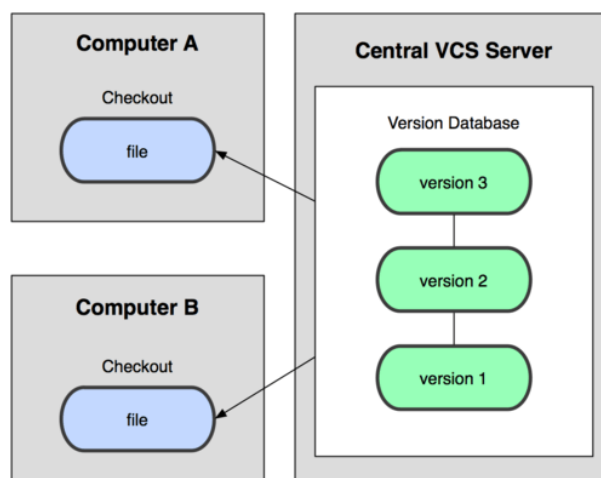 Computer A
Checkout
file
Computer B
Checkout
file
Central VCS Server
Version Database
version 3
version 2
version 1